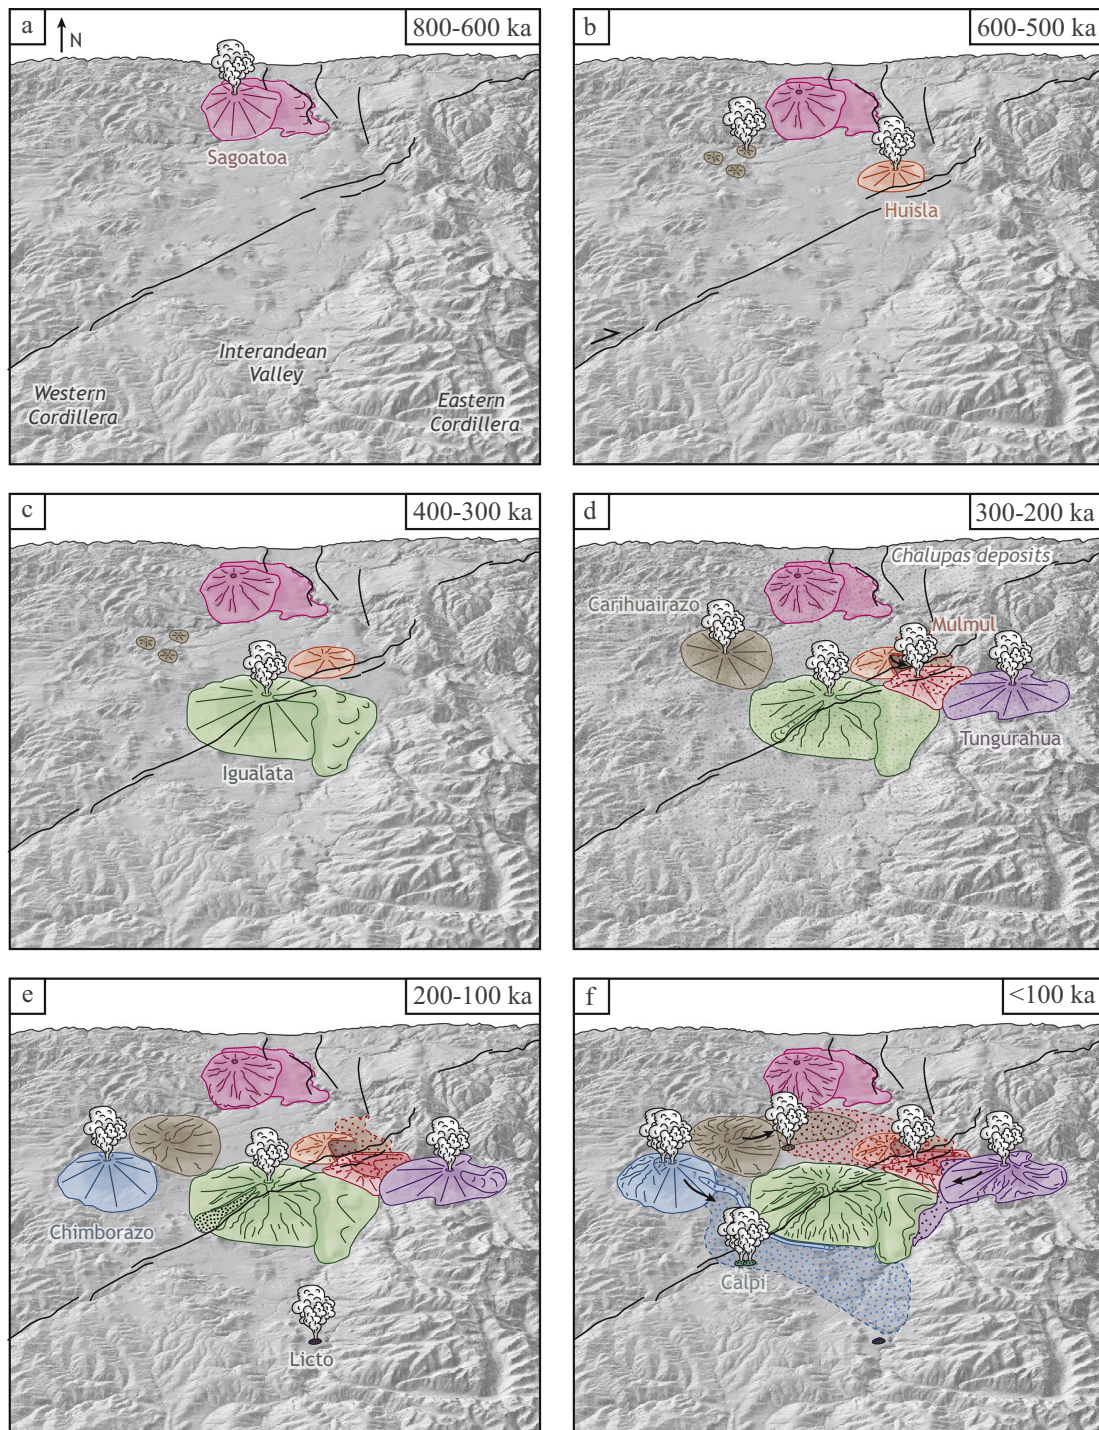 a
N
800-600 ka
Sagoatoa
Interandean
Valley
Western
Cordillera
Eastern
Cordillera
b
600-500 ka
Huisla
c
400-300 ka
Igualata
d
300-200 ka
Chalupas deposits
Carihuairazo
Mulmul
Tungurahua
e
200-100 ka
Chimborazo
Licto
f
<100 ka
Calpi